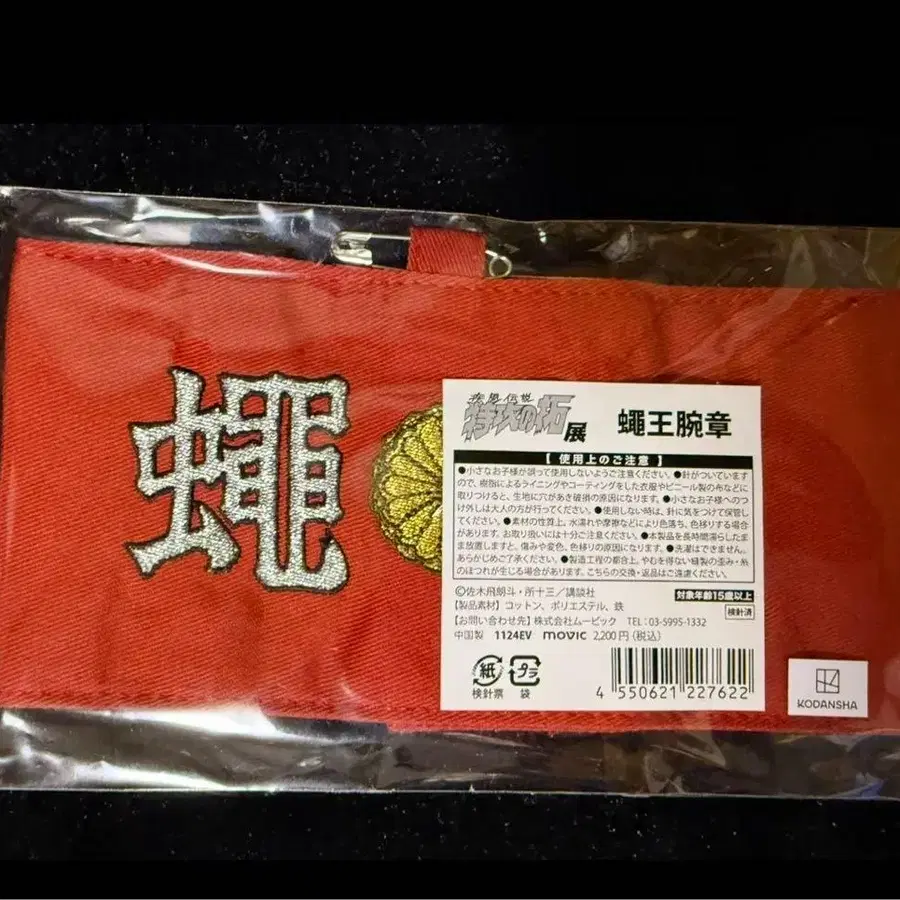 蠅
疾風伝説
特攻の拓展
蠅王腕章
【 使用上のご注意 】
●小さなお子様が誤って使用しないようご注意ください。●針がついています
ので、樹脂によるライニングやコーティングをした衣服やビニール製の布などに
取りつけると、生地に穴があき破損の原因になります。●小さなお子様へのつ
け外しは大人の方が行ってください。●使用しない時は、針に気をつけて保管し
てください。●素材の性質上、水濡れや摩擦などにより色落ち、色移りする場合
があります。お取り扱いには十分ご注意ください。●本製品を長時間濡らしたま
ま放置しますと、傷みや変色、色移りの原因になります。●洗濯はできません。
あらかじめご了承ください。●製造工程の都合上、やむを得ない縫製の歪み・糸
のほつれが生じる場合があります。こちらの交換・返品はご遠慮ください。
©佐木飛朗斗・所十三／講談社
対象年齢15歳以上
【製品素材】コットン、ポリエステル、鉄
検針済
【お問い合わせ先】株式会社ムービック TEL：03-5995-1332
中国製 1124EV movic 2,200円（税込）
紙 プラ
検針票 袋
4 550621 227622
KODANSHA